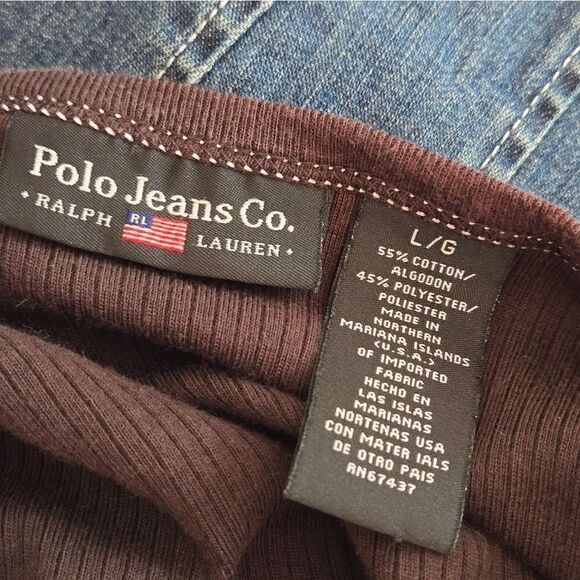 Polo Jeans Co.
• RALPH RL LAUREN •
L/G
55% COTTON/
ALGODON
45% POLYESTER/
POLIESTER
MADE IN
NORTHERN
MARIANA ISLANDS
(U.S.A.)
OF IMPORTED
FABRIC
HECHO EN
LAS ISLAS
MARIANAS
NORTENAS USA
CON MATER IALS
DE OTRO PAIS
RN67437